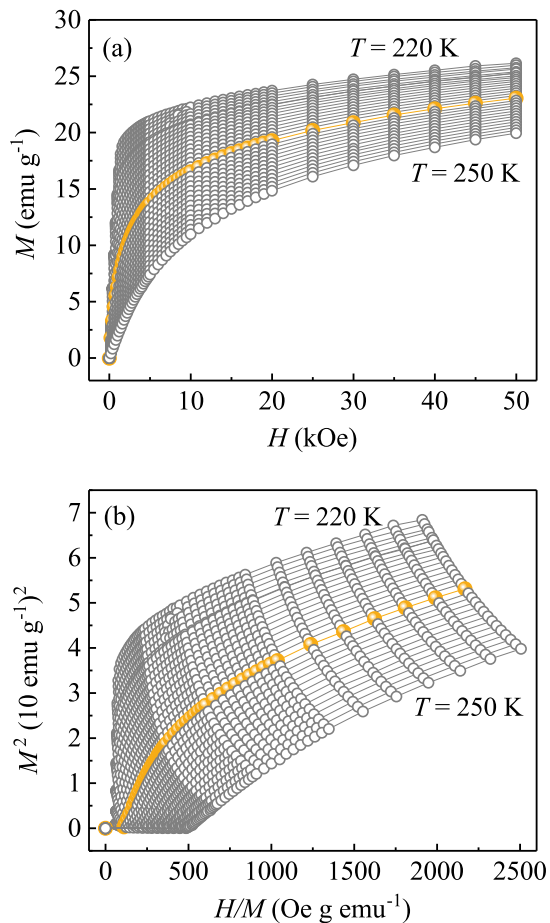 (a)
T = 220 K
T = 250 K
M (emu g⁻¹)
30
25
20
15
10
5
0
0 10 20 30 40 50
H (kOe)
(b)
T = 220 K
T = 250 K
M² (10 emu g⁻¹)²
7
6
5
4
3
2
1
0
0 500 1000 1500 2000 2500
H/M (Oe g emu⁻¹)